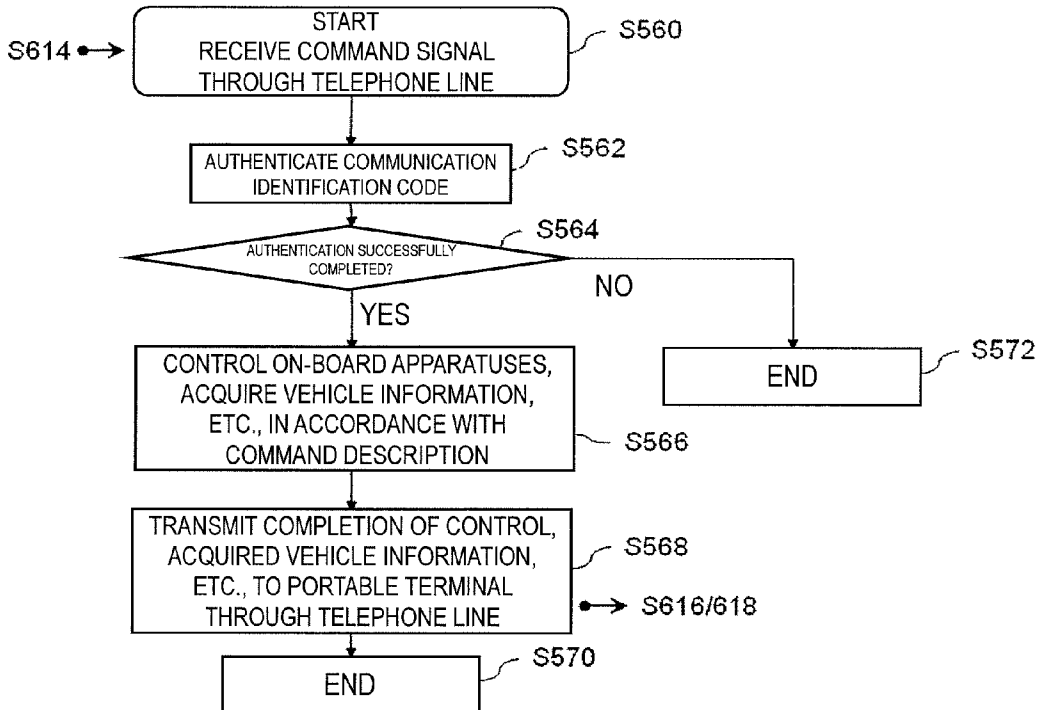 START
S560
S614
RECEIVE COMMAND SIGNAL
THROUGH TELEPHONE LINE
S562
AUTHENTICATE COMMUNICATION
IDENTIFICATION CODE
S564
AUTHENTICATION SUCCESSFULLY
COMPLETED?
NO
YES
CONTROL ON-BOARD APPARATUSES,
ACQUIRE VEHICLE INFORMATION,
ETC., IN ACCORDANCE WITH
COMMAND DESCRIPTION
S566
END
S572
TRANSMIT COMPLETION OF CONTROL,
ACQUIRED VEHICLE INFORMATION,
ETC., TO PORTABLE TERMINAL
THROUGH TELEPHONE LINE
S568
S616/618
S570
END